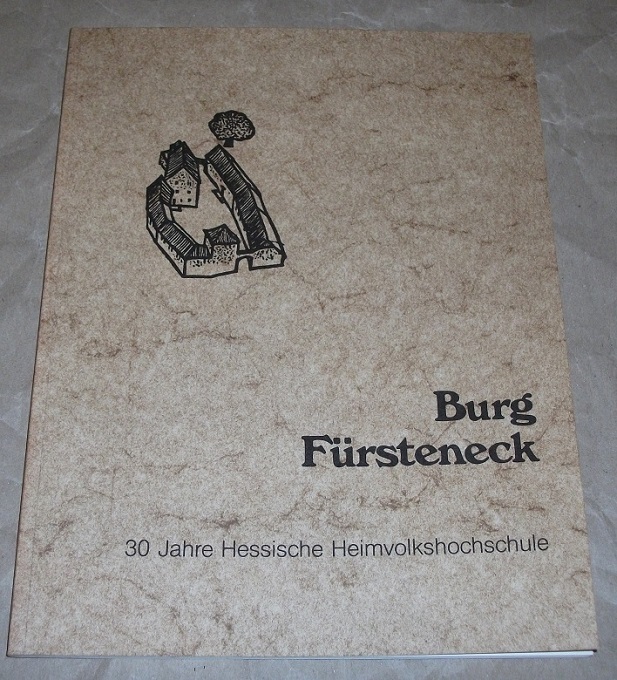 Burg
Fürsteneck
30 Jahre Hessische Heimvolkshochschule